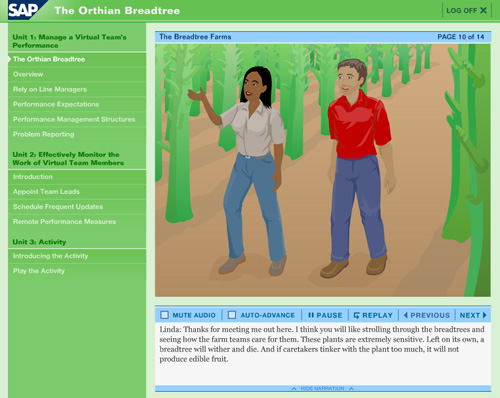 SAP The Orthian Breadtree LOG OFF X
Unit 1: Manage a Virtual Team's
Performance
The Orthian Breadtree
Overview
Rely on Line Managers
Performance Expectations
Performance Management Structures
Problem Reporting
Unit 2: Effectively Monitor the
Work of Virtual Team Members
Introduction
Appoint Team Leads
Schedule Frequent Updates
Remote Performance Measures
Unit 3: Activity
Introducing the Activity
Play the Activity
The Breadtree Farms PAGE 10 of 14
MUTE AUDIO AUTO-ADVANCE PAUSE REPLAY PREVIOUS NEXT
Linda: Thanks for meeting me out here. I think you will like strolling through the breadtrees and
seeing how the farm teams care for them. These plants are extremely sensitive. Left on its own, a
breadtree will wither and die. And if caretakers tinker with the plant too much, it will not
produce edible fruit.
HIDE NARRATION